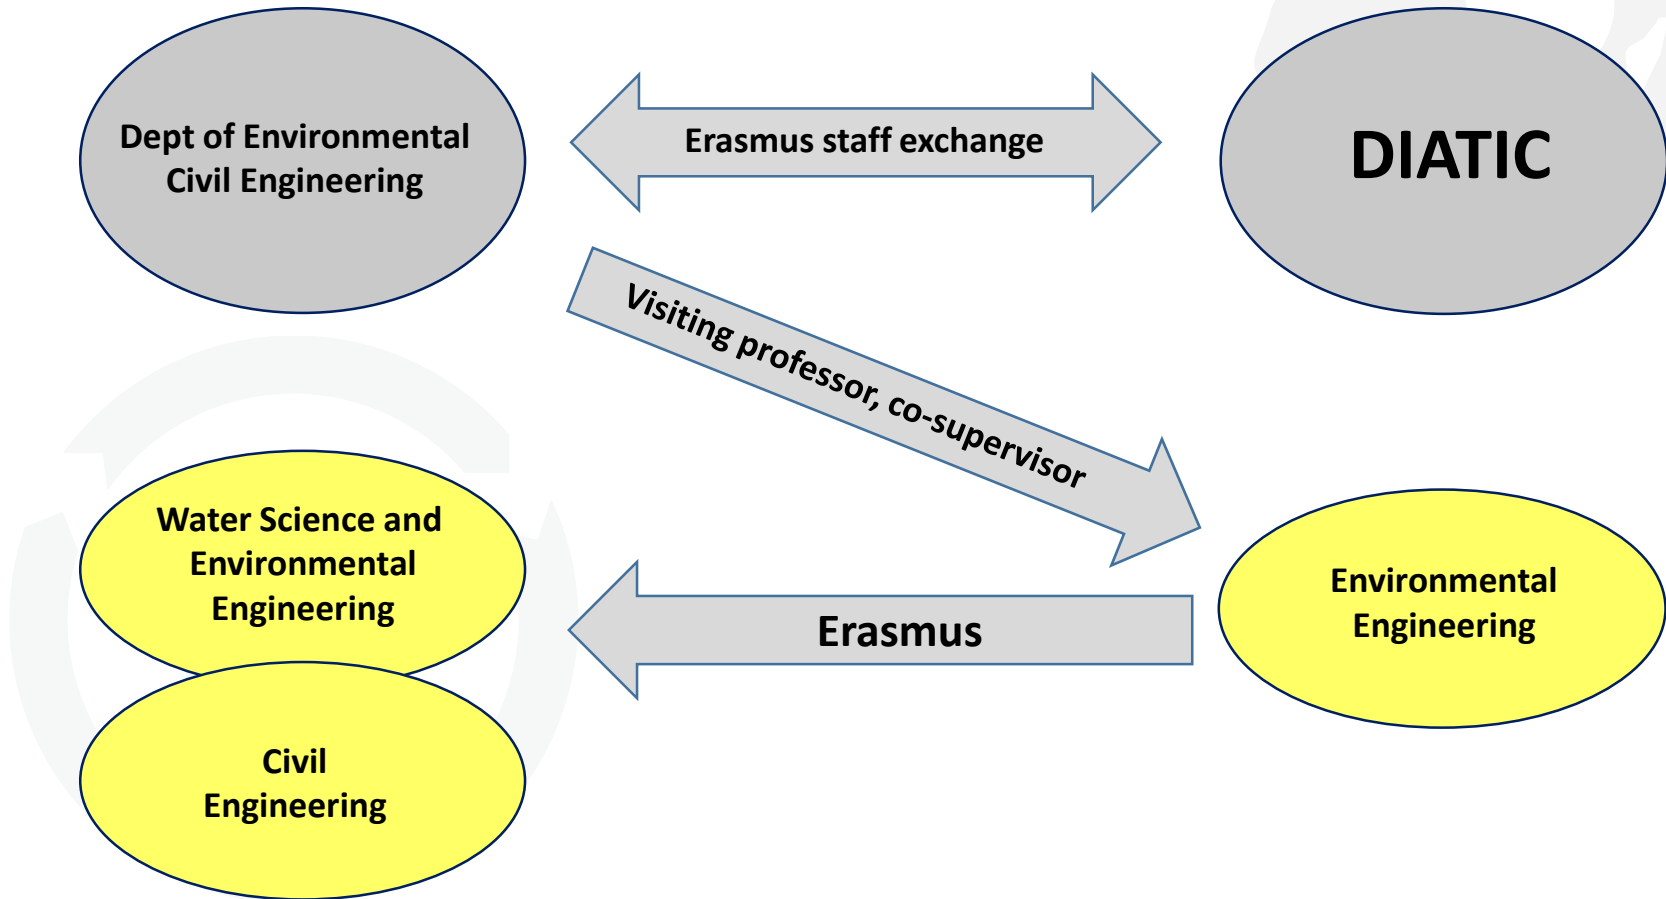 Dept of Environmental
Civil Engineering
Erasmus staff exchange
DIATIC
Visiting professor, co-supervisor
Water Science and
Environmental
Engineering
Erasmus
Environmental
Engineering
Civil
Engineering